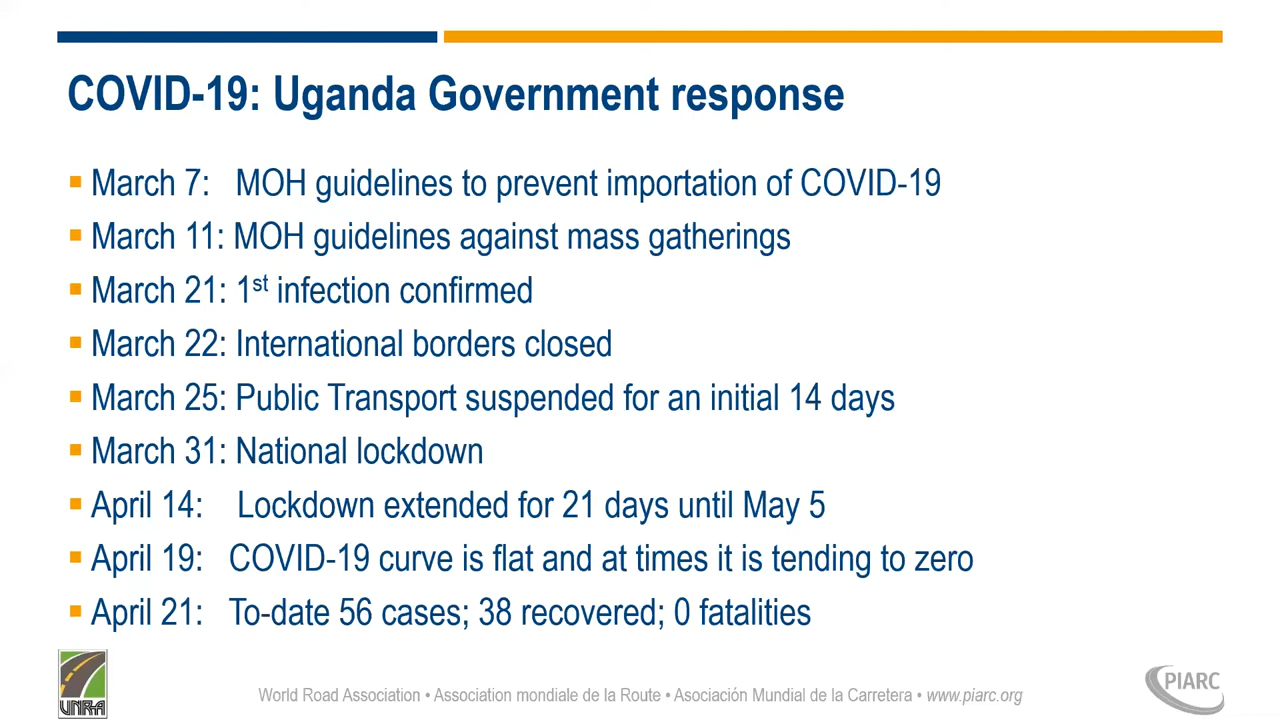 COVID-19: Uganda Government response
▪ March 7: MOH guidelines to prevent importation of COVID-19
▪ March 11: MOH guidelines against mass gatherings
▪ March 21: 1st infection confirmed
▪ March 22: International borders closed
▪ March 25: Public Transport suspended for an initial 14 days
▪ March 31: National lockdown
▪ April 14: Lockdown extended for 21 days until May 5
▪ April 19: COVID-19 curve is flat and at times it is tending to zero
▪ April 21: To-date 56 cases; 38 recovered; 0 fatalities
UNRA
World Road Association • Association mondiale de la Route • Asociación Mundial de la Carretera • www.piarc.org
PIARC